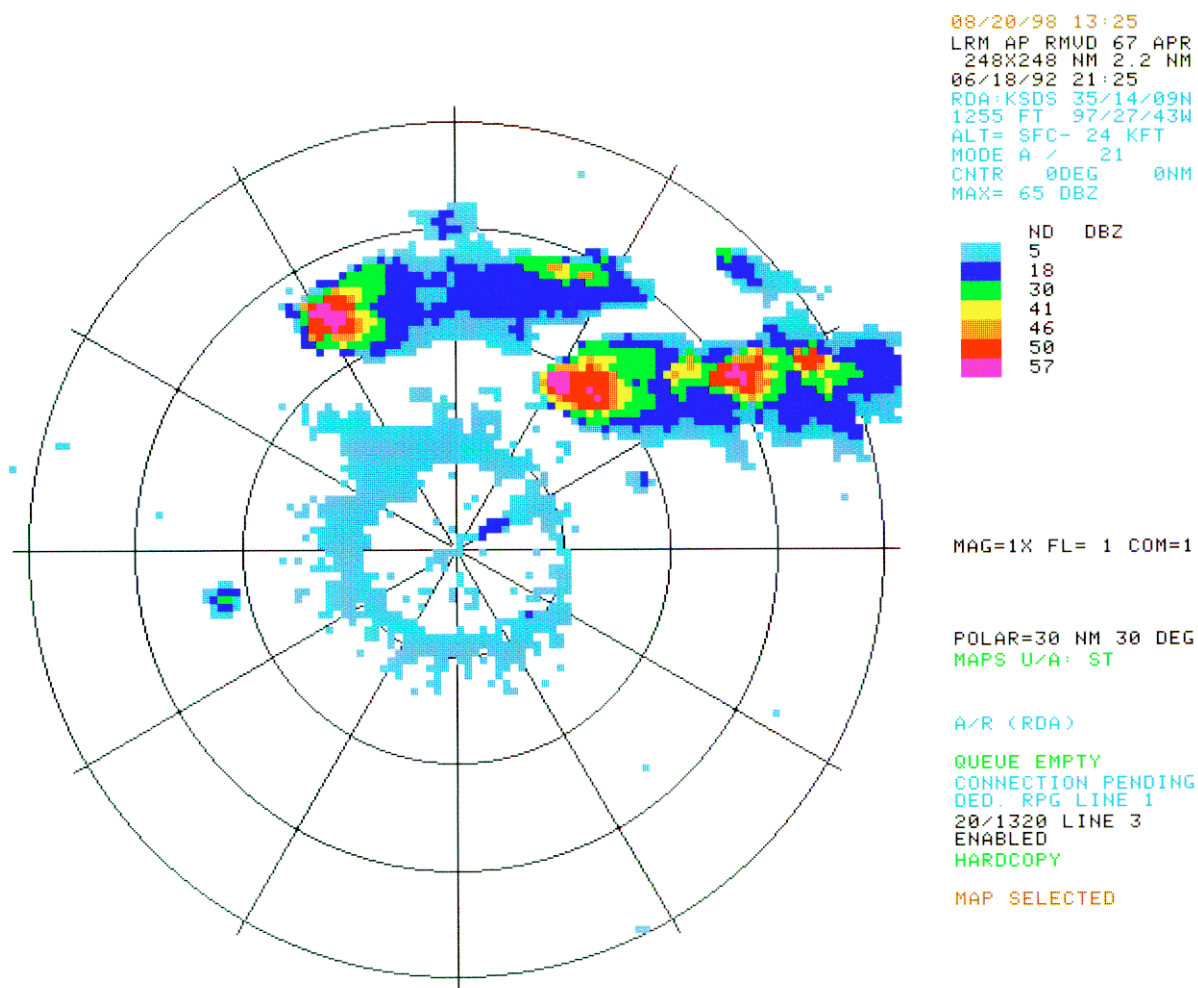 08/20/98 13:25
LRM AP RMVD 67 APR
248X248 NM 2.2 NM
06/18/92 21:25
RDA:KSDS 35/14/09N
1255 FT 97/27/43W
ALT= SFC- 24 KFT
MODE A / 21
CNTR 0DEG 0NM
MAX= 65 DBZ
ND DBZ
5
18
30
41
46
50
57
MAG=1X FL= 1 COM=1
POLAR=30 NM 30 DEG
MAPS U/A: ST
A/R (RDA)
QUEUE EMPTY
CONNECTION PENDING
DED. RPG LINE 1
20/1320 LINE 3
ENABLED
HARDCOPY
MAP SELECTED